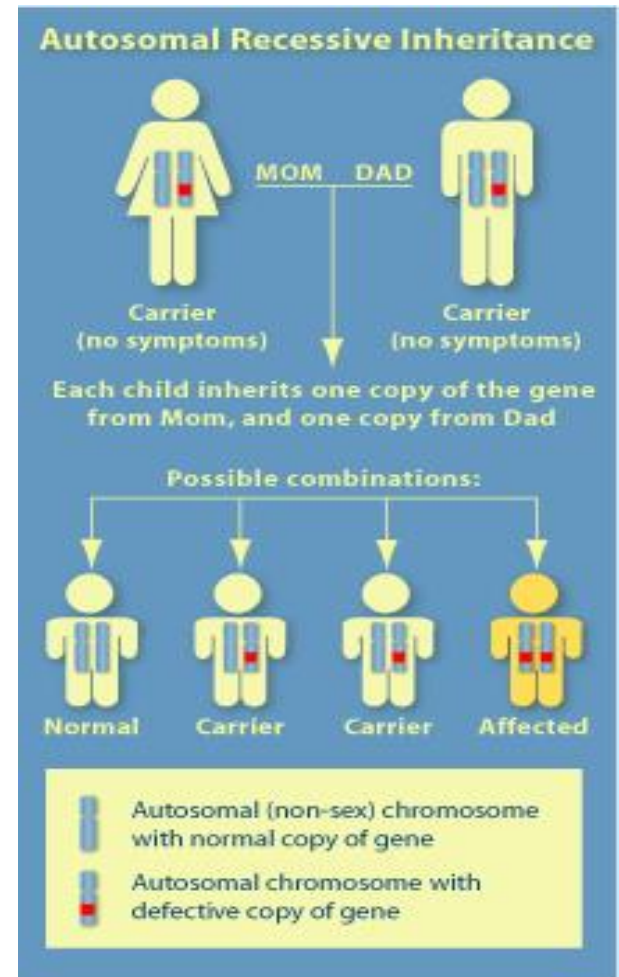 Autosomal Recessive Inheritance
MOM DAD
Carrier
(no symptoms)
Carrier
(no symptoms)
Each child inherits one copy of the gene
from Mom, and one copy from Dad
Possible combinations:
Normal Carrier Carrier Affected
Autosomal (non-sex) chromosome
with normal copy of gene
Autosomal chromosome with
defective copy of gene